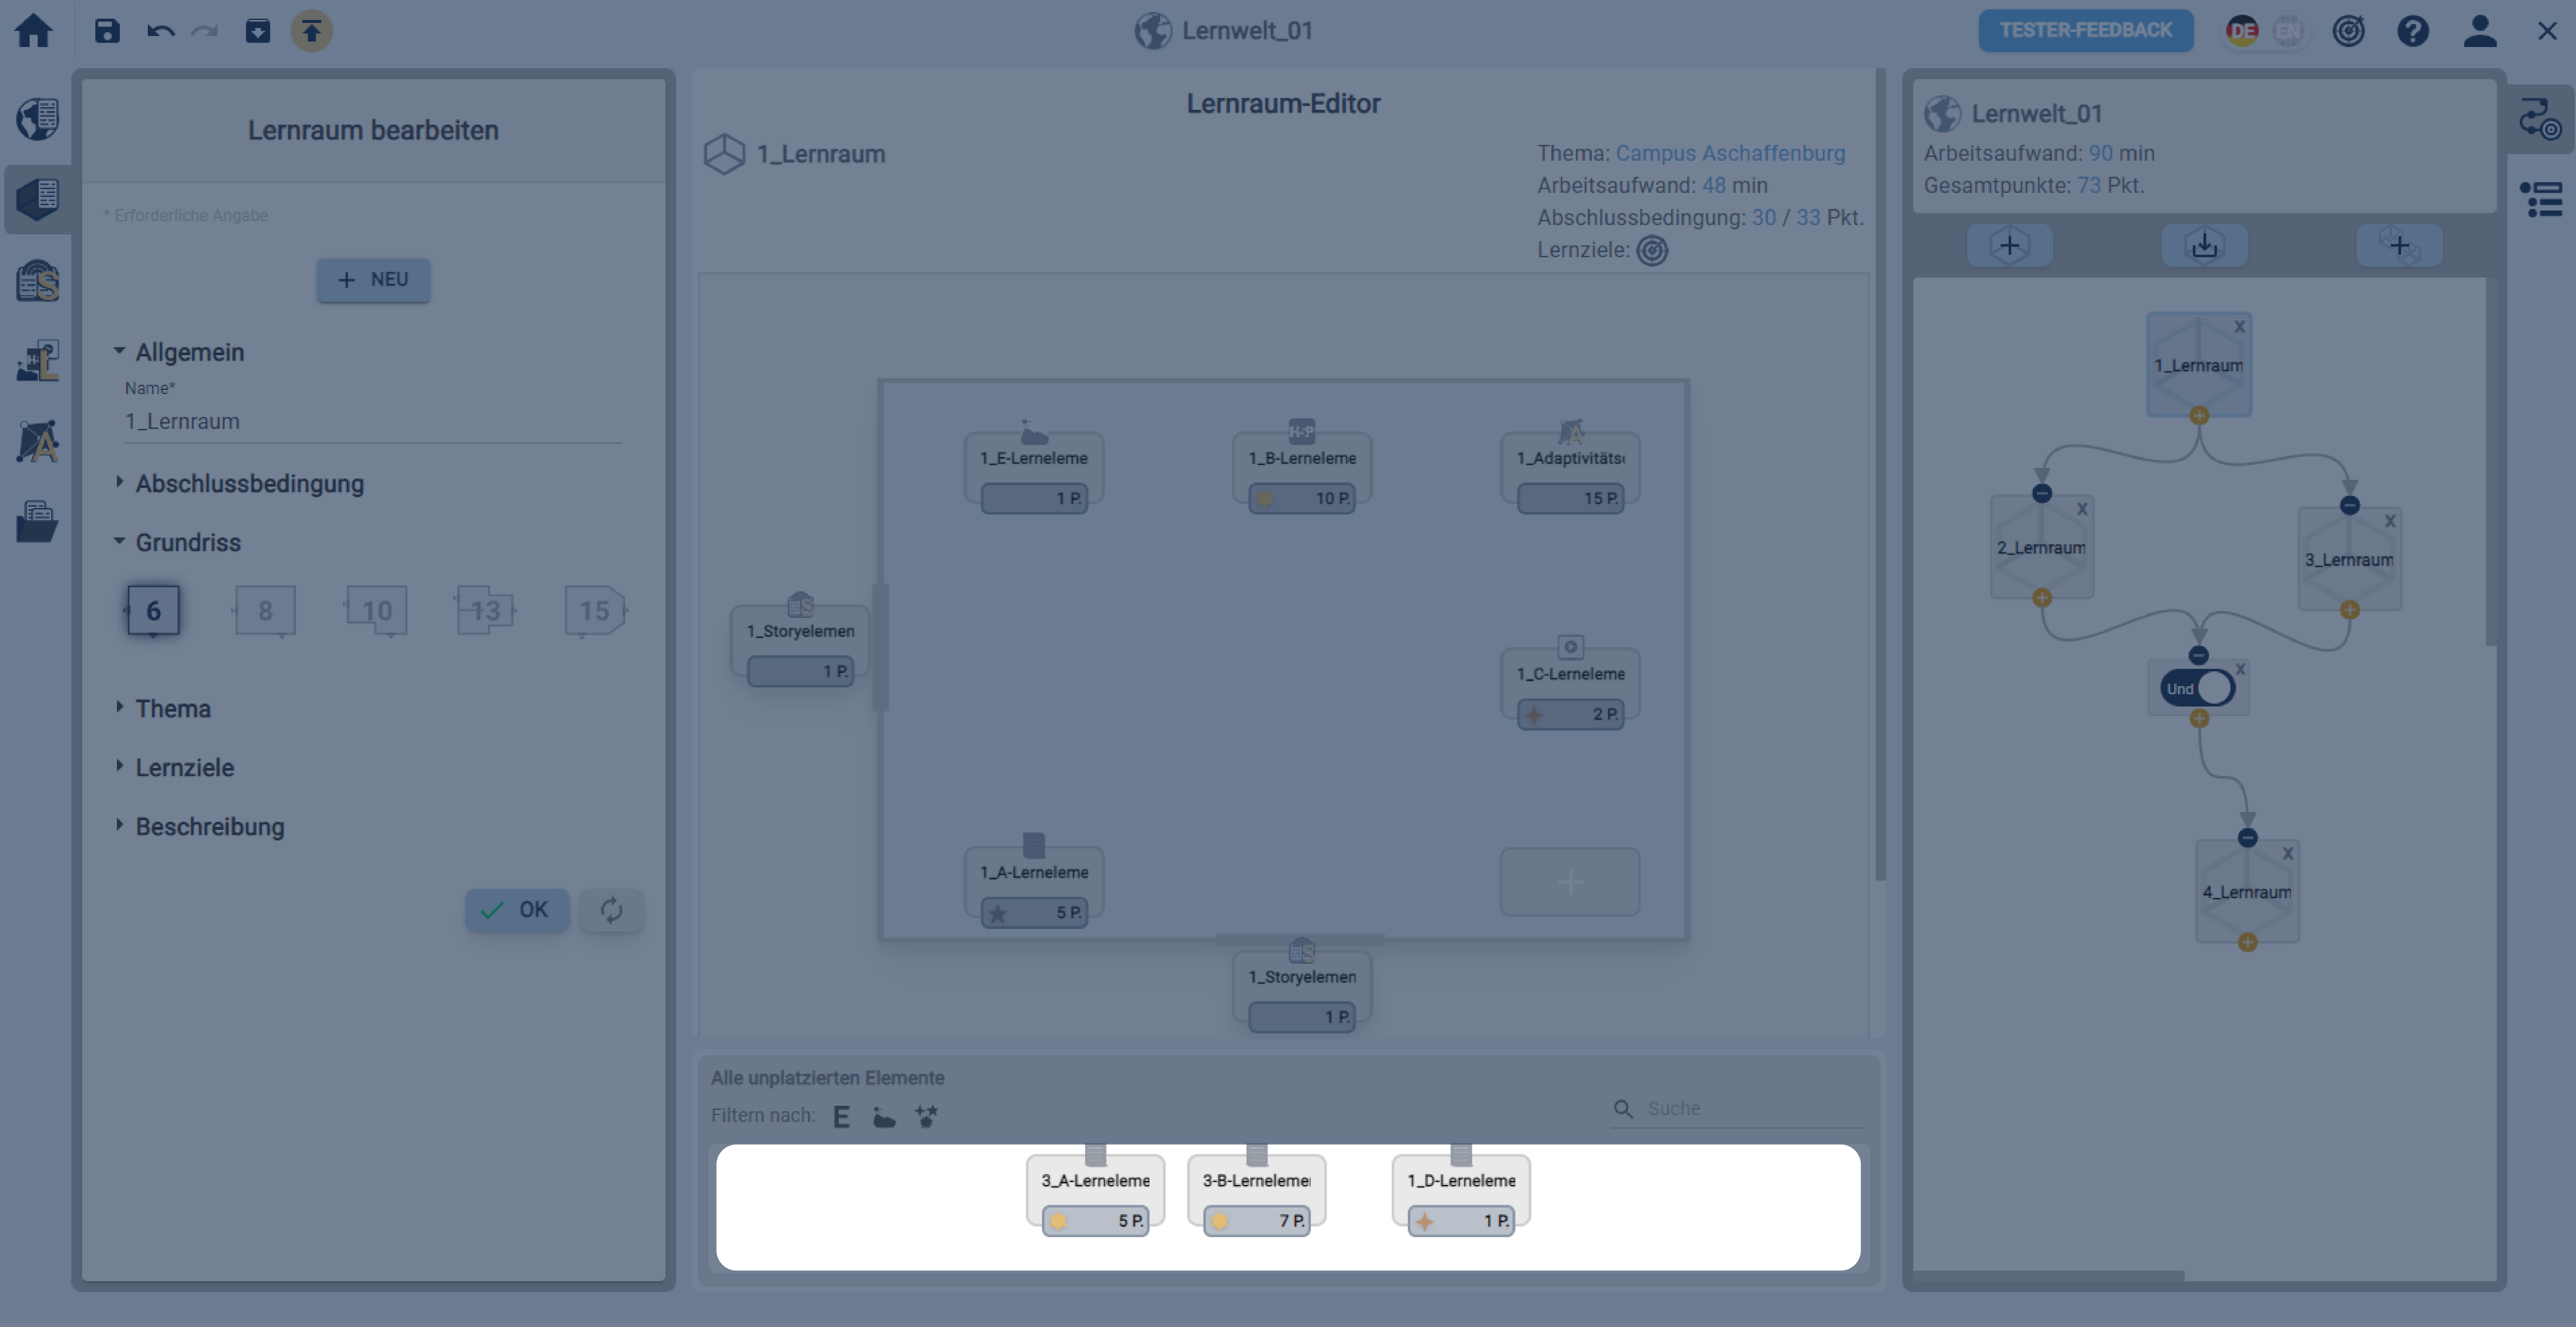 Lernwelt_01
TESTER-FEEDBACK
DE
EN
Lernraum bearbeiten
* Erforderliche Angabe
+ NEU
Allgemein
Name*
1_Lernraum
Abschlussbedingung
Grundriss
6
8
10
13
15
Thema
Lernziele
Beschreibung
OK
Lernraum-Editor
1_Lernraum
Thema: Campus Aschaffenburg
Arbeitsaufwand: 48 min
Abschlussbedingung: 30 / 33 Pkt.
Lernziele:
1_E-Lerneleme
1 P.
H-P
1_B-Lerneleme
10 P.
A
1_Adaptivitäts
15 P.
S
1_Storyelemen
1 P.
1_C-Lerneleme
2 P.
1_A-Lerneleme
5 P.
+
S
1_Storyelemen
1 P.
Alle unplatzierten Elemente
Filtern nach: E
Suche
3_A-Lerneleme
5 P.
3-B-Lerneleme
7 P.
1_D-Lerneleme
1 P.
Lernwelt_01
Arbeitsaufwand: 90 min
Gesamtpunkte: 73 Pkt.
X
1_Lernraum
X
2_Lernraum
X
3_Lernraum
X
Und
X
4_Lernraum